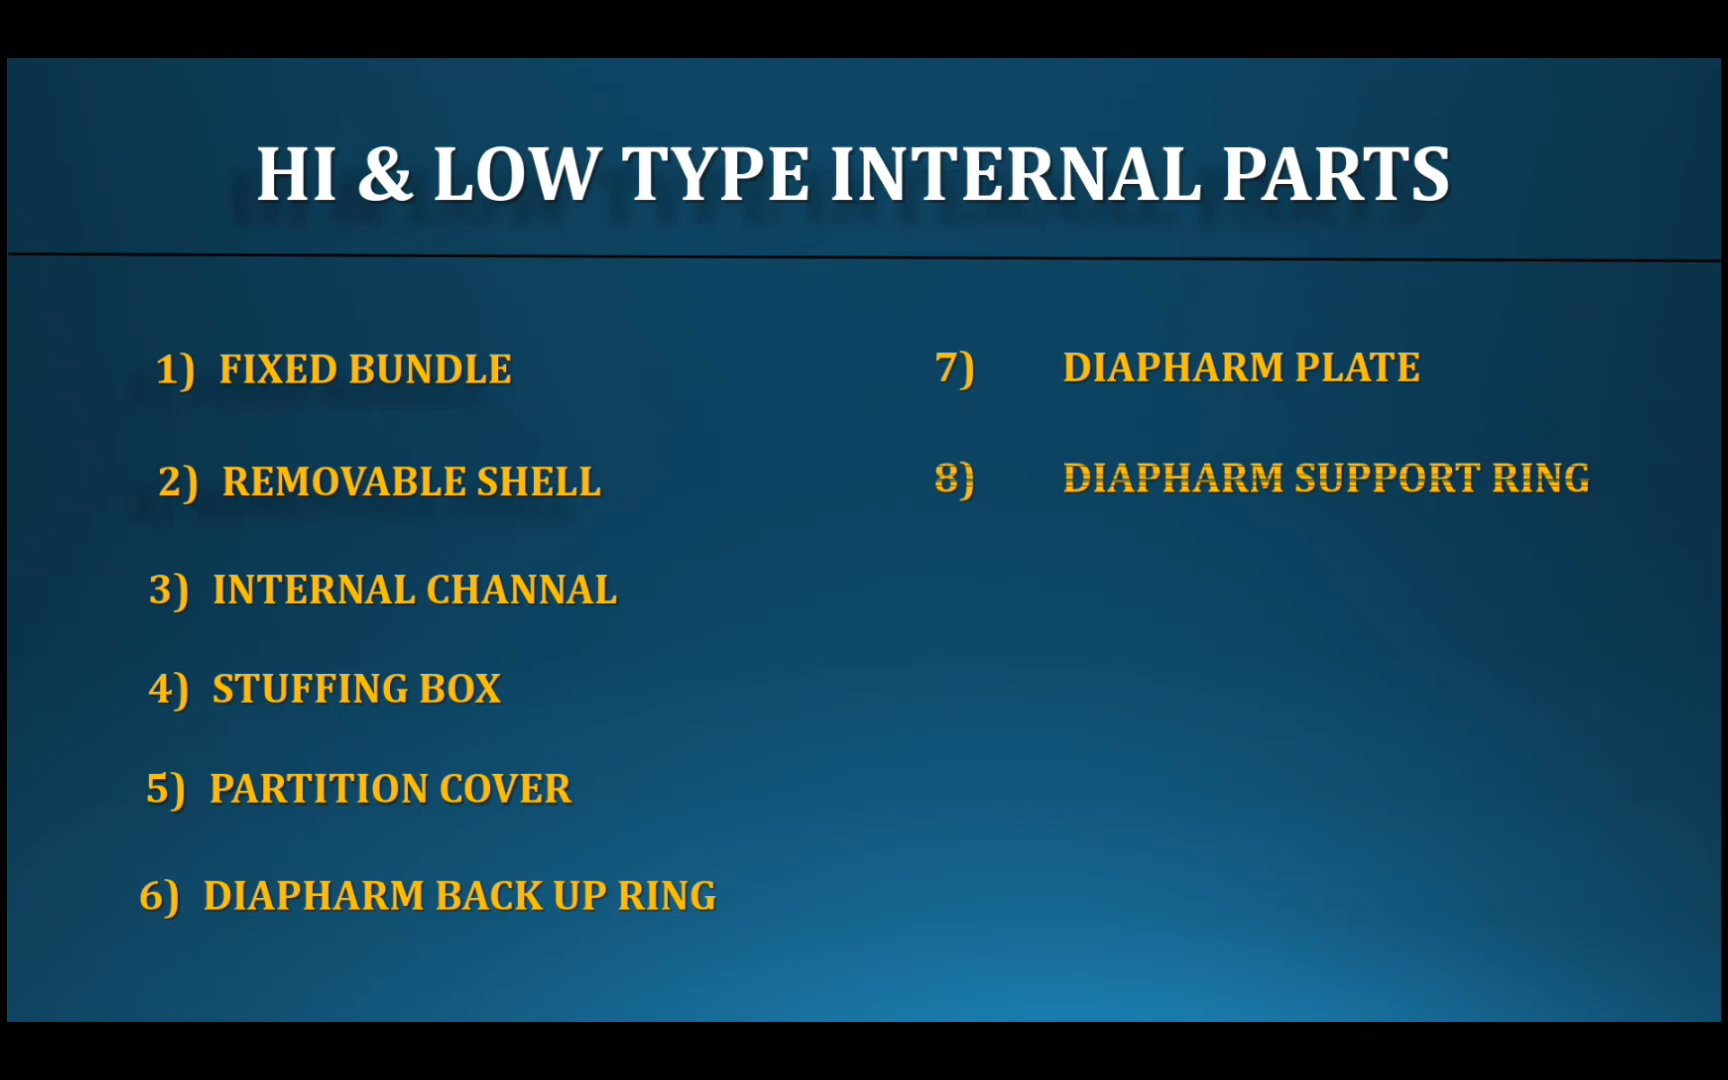 HI & LOW TYPE INTERNAL PARTS
1) FIXED BUNDLE
2) REMOVABLE SHELL
3) INTERNAL CHANNAL
4) STUFFING BOX
5) PARTITION COVER
6) DIAPHARM BACK UP RING
7) DIAPHARM PLATE
8) DIAPHARM SUPPORT RING